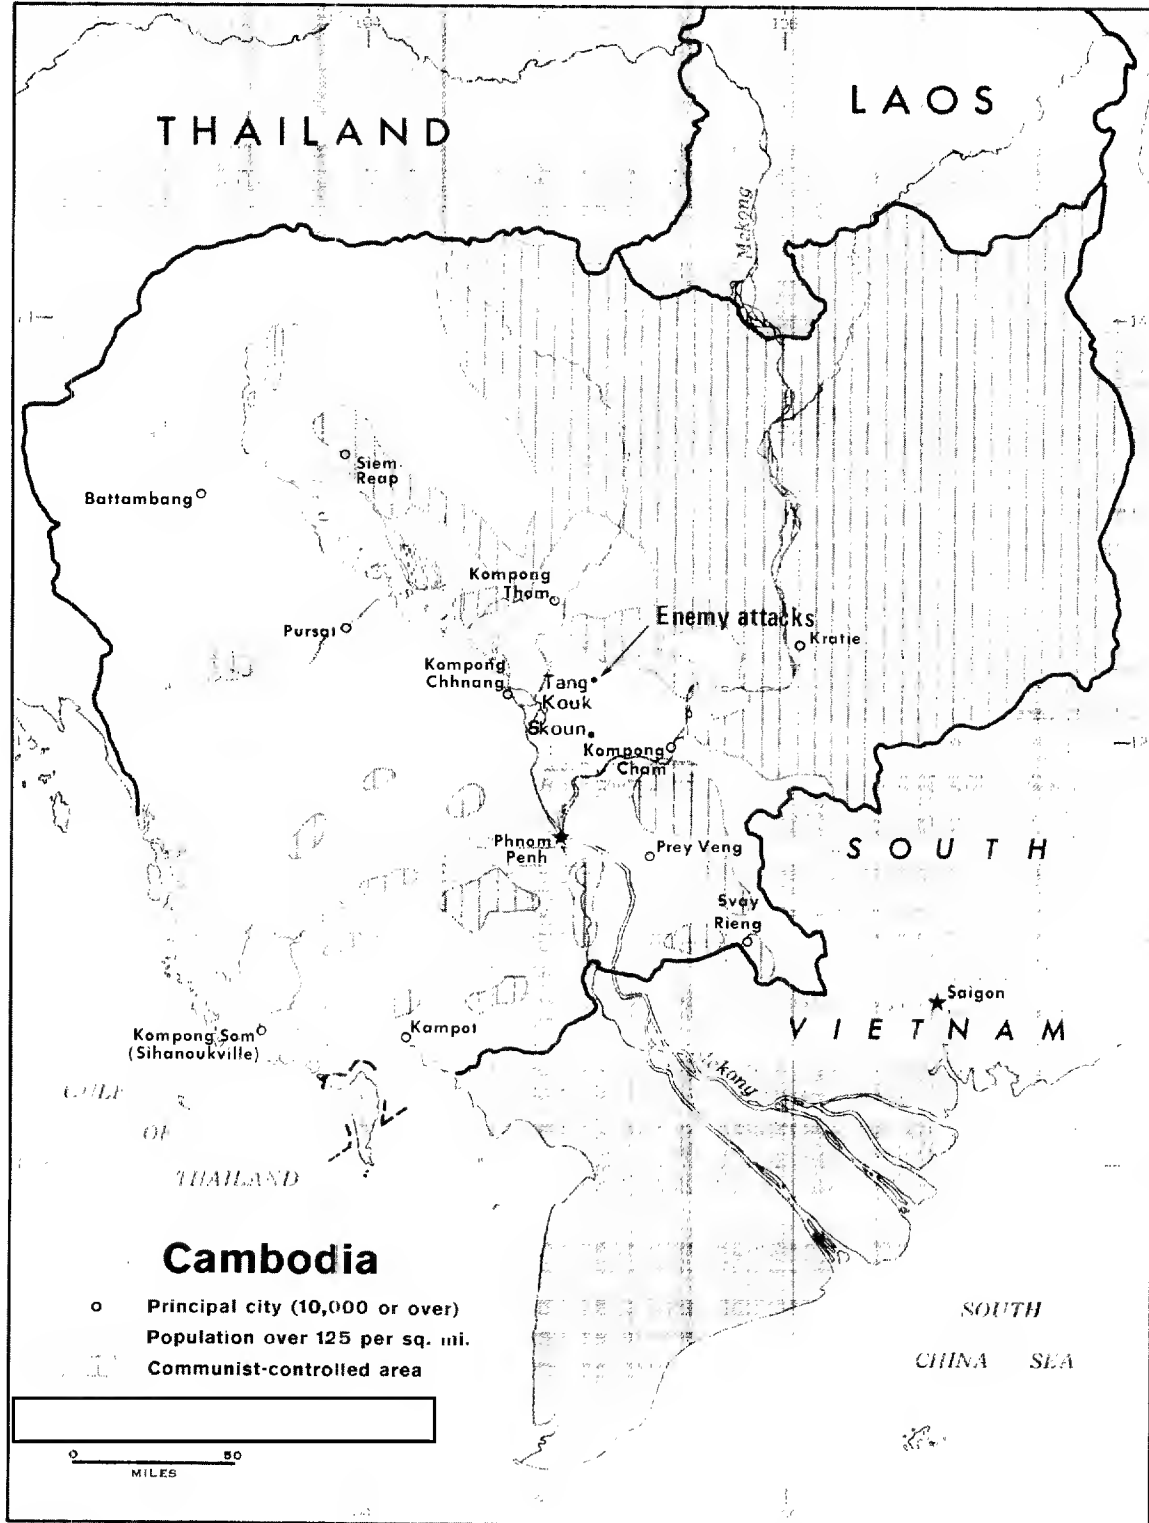 THAILAND
LAOS
Mekong
Siem
Reap
Battambang
Kompong
Thom
Enemy attacks
Pursat
Kratie
Kompong
Chhnang
Tang
Kouk
Skoun
Kompong
Cham
Phnom
Penh
Prey Veng
SOUTH
Svay
Rieng
Saigon
VIETNAM
Kompong Som
(Sihanoukville)
Kampot
Mekong
GULF
OF
THAILAND
Cambodia
Principal city (10,000 or over)
Population over 125 per sq. mi.
Communist-controlled area
SOUTH
CHINA SEA
0 50
MILES